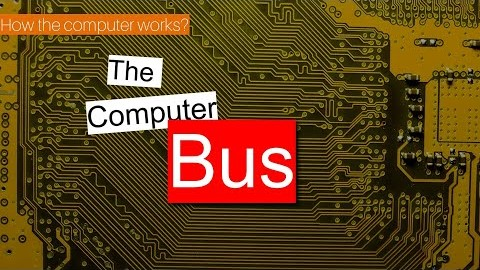 How the computer works?
The
Computer
Bus